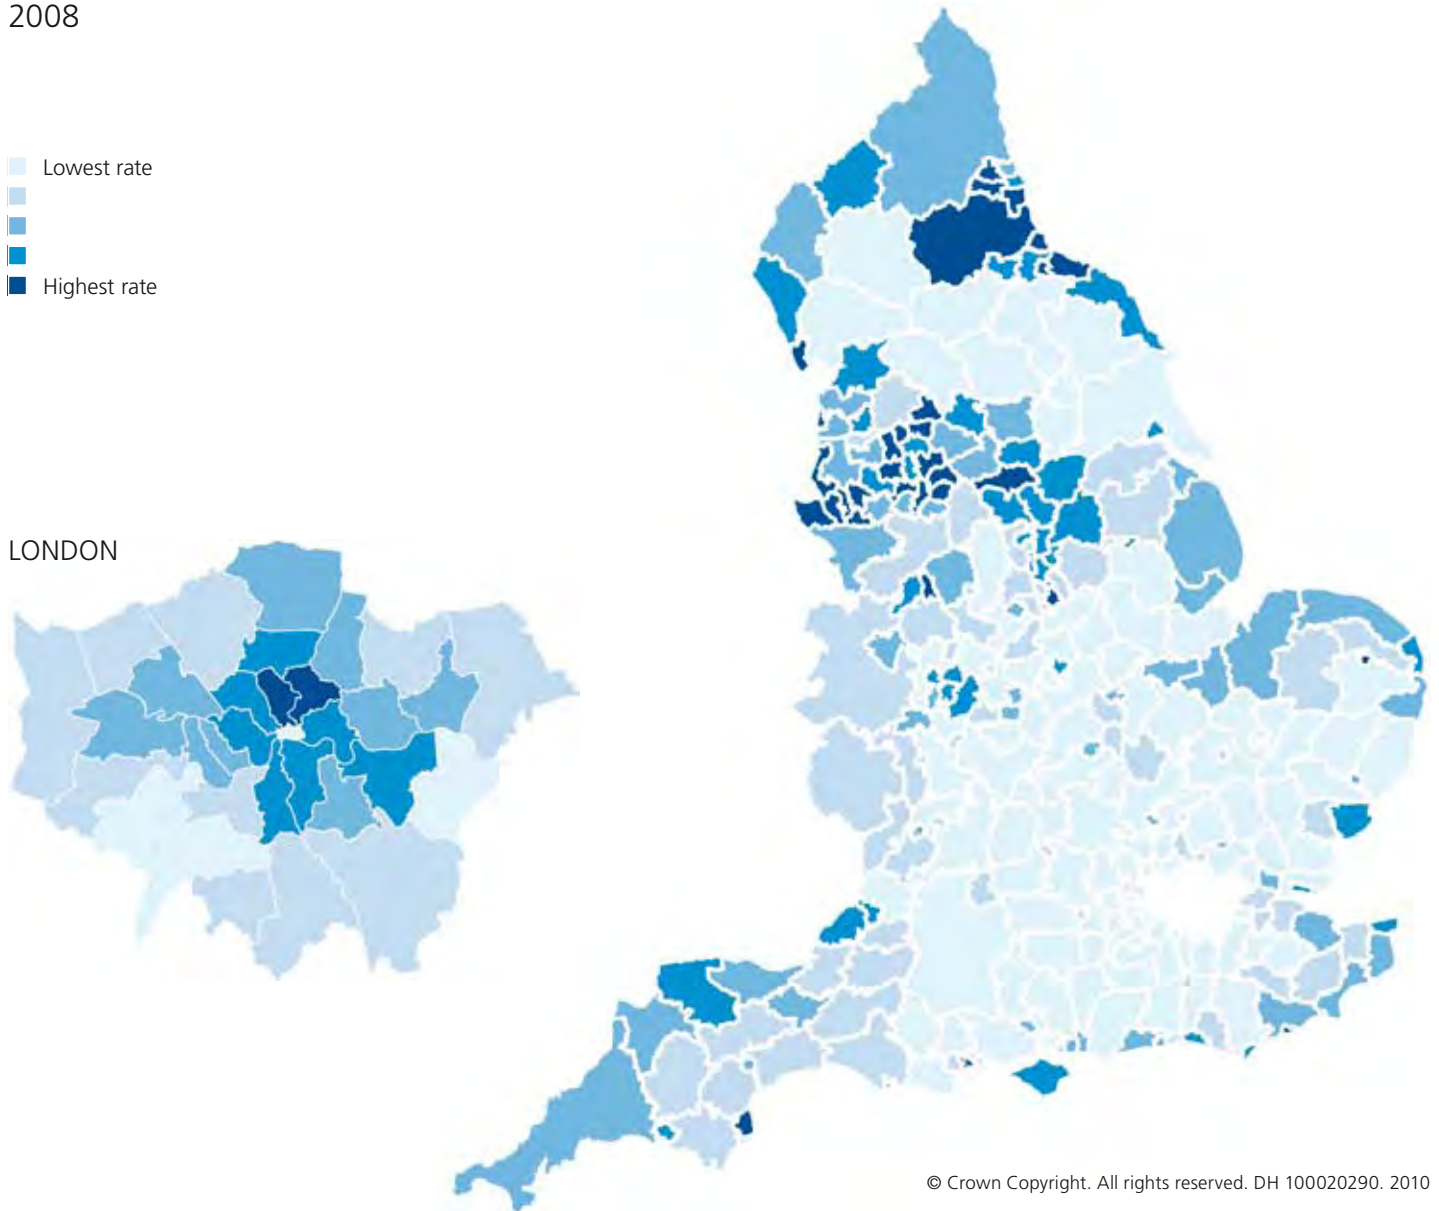 2008
Lowest rate
Highest rate
LONDON
© Crown Copyright. All rights reserved. DH 100020290. 2010